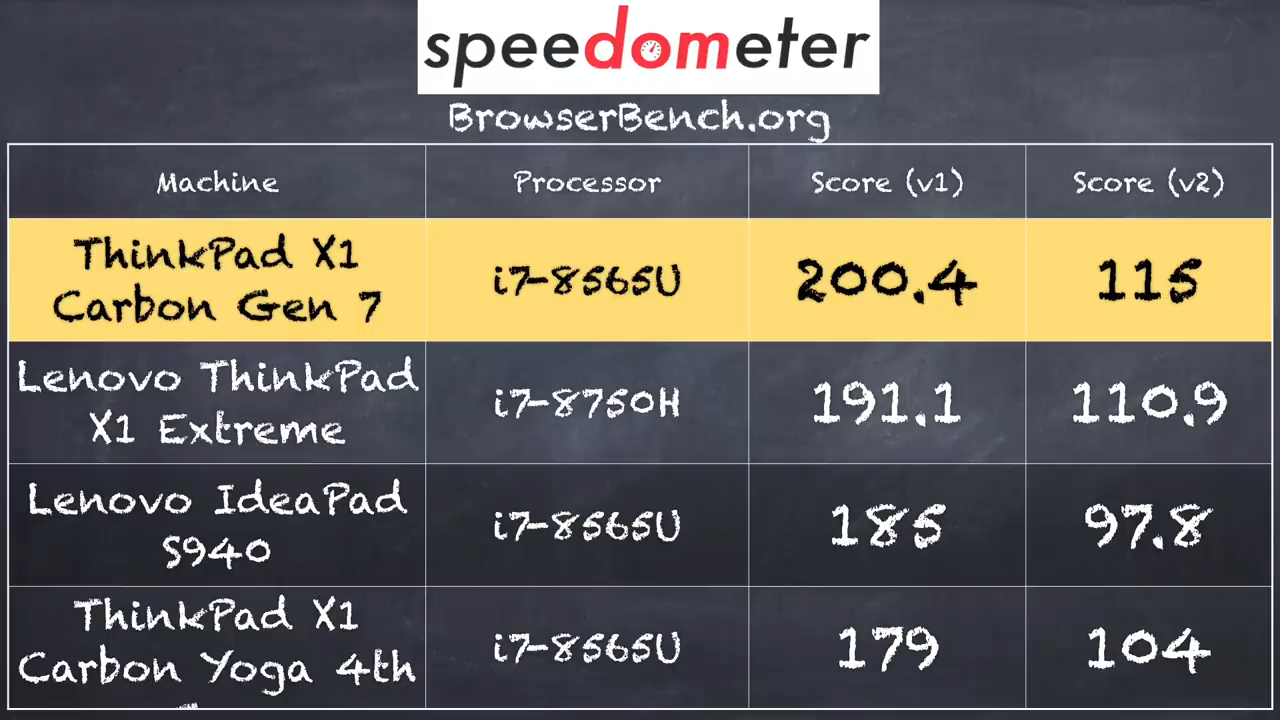 speedometer
BrowserBench.org
Machine Processor Score (v1) Score (v2)
ThinkPad X1
Carbon Gen 7 i7-8565U 200.4 115
Lenovo ThinkPad
X1 Extreme i7-8750H 191.1 110.9
Lenovo IdeaPad
S940 i7-8565U 185 97.8
ThinkPad X1
Carbon Yoga 4th i7-8565U 179 104